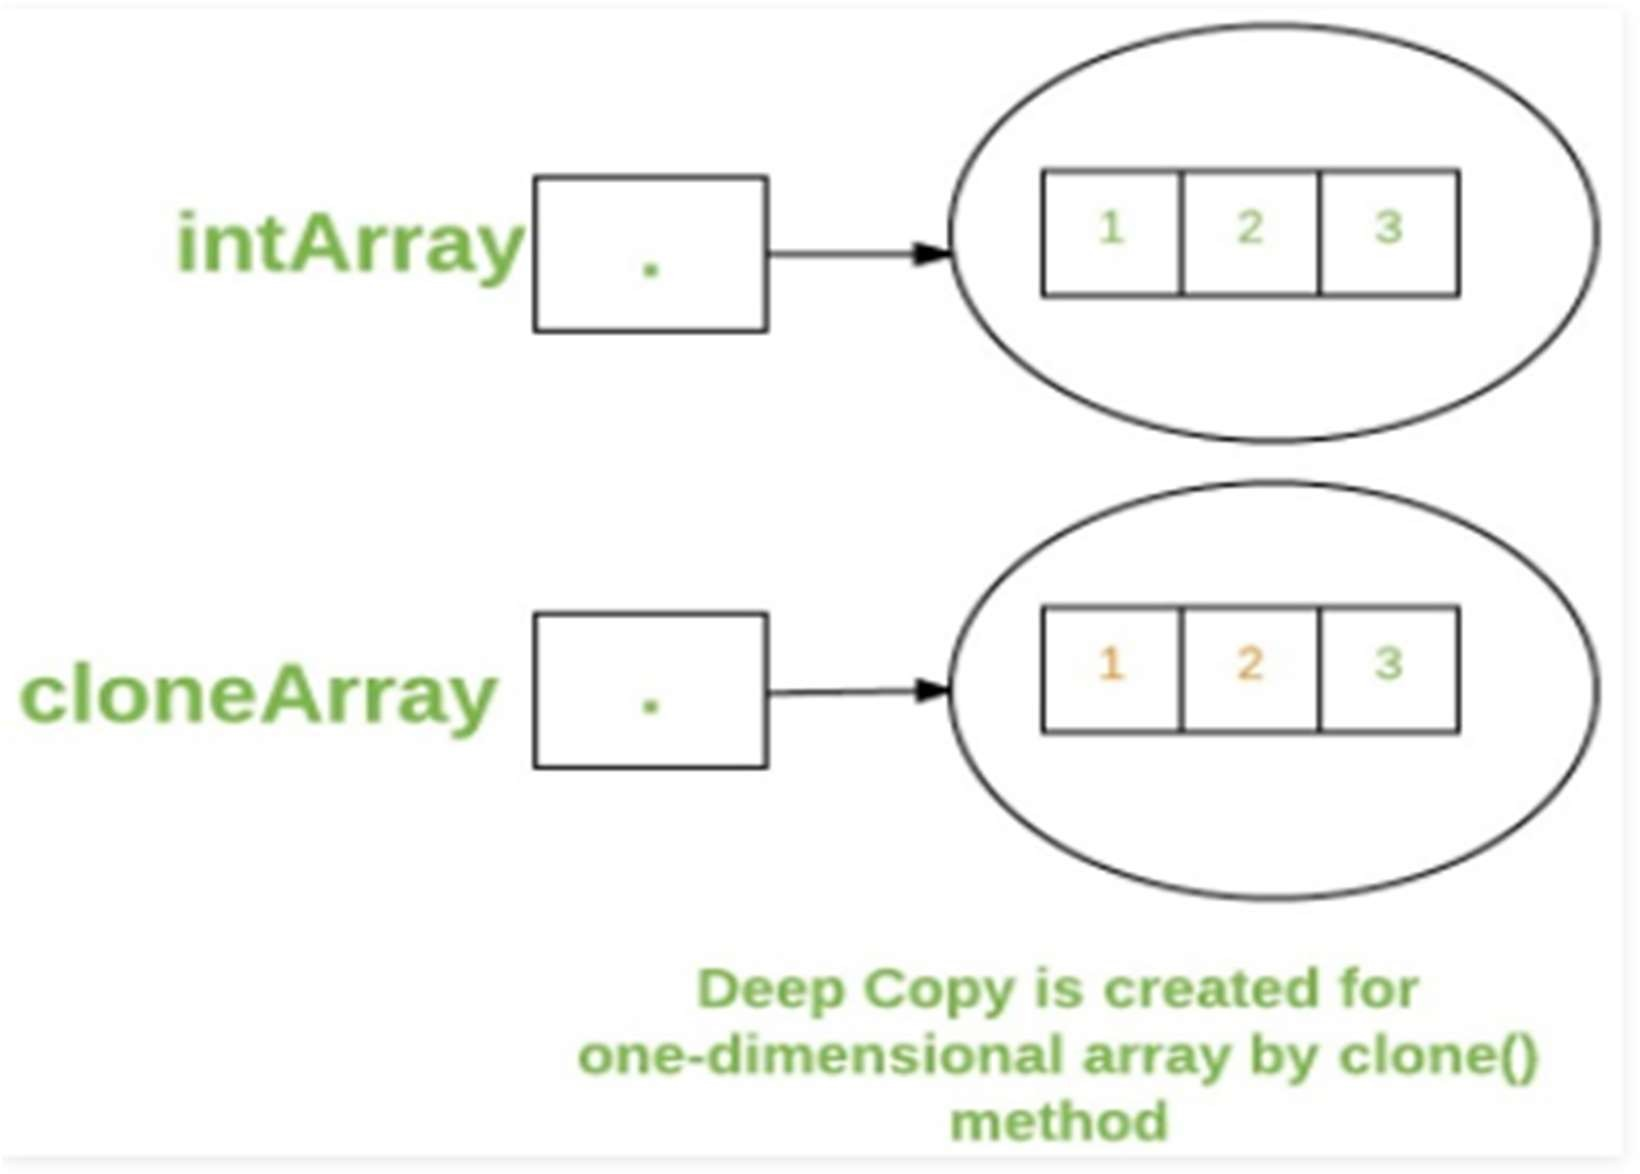 intArray . 1 2 3
cloneArray . 1 2 3
Deep Copy is created for
one-dimensional array by clone()
method